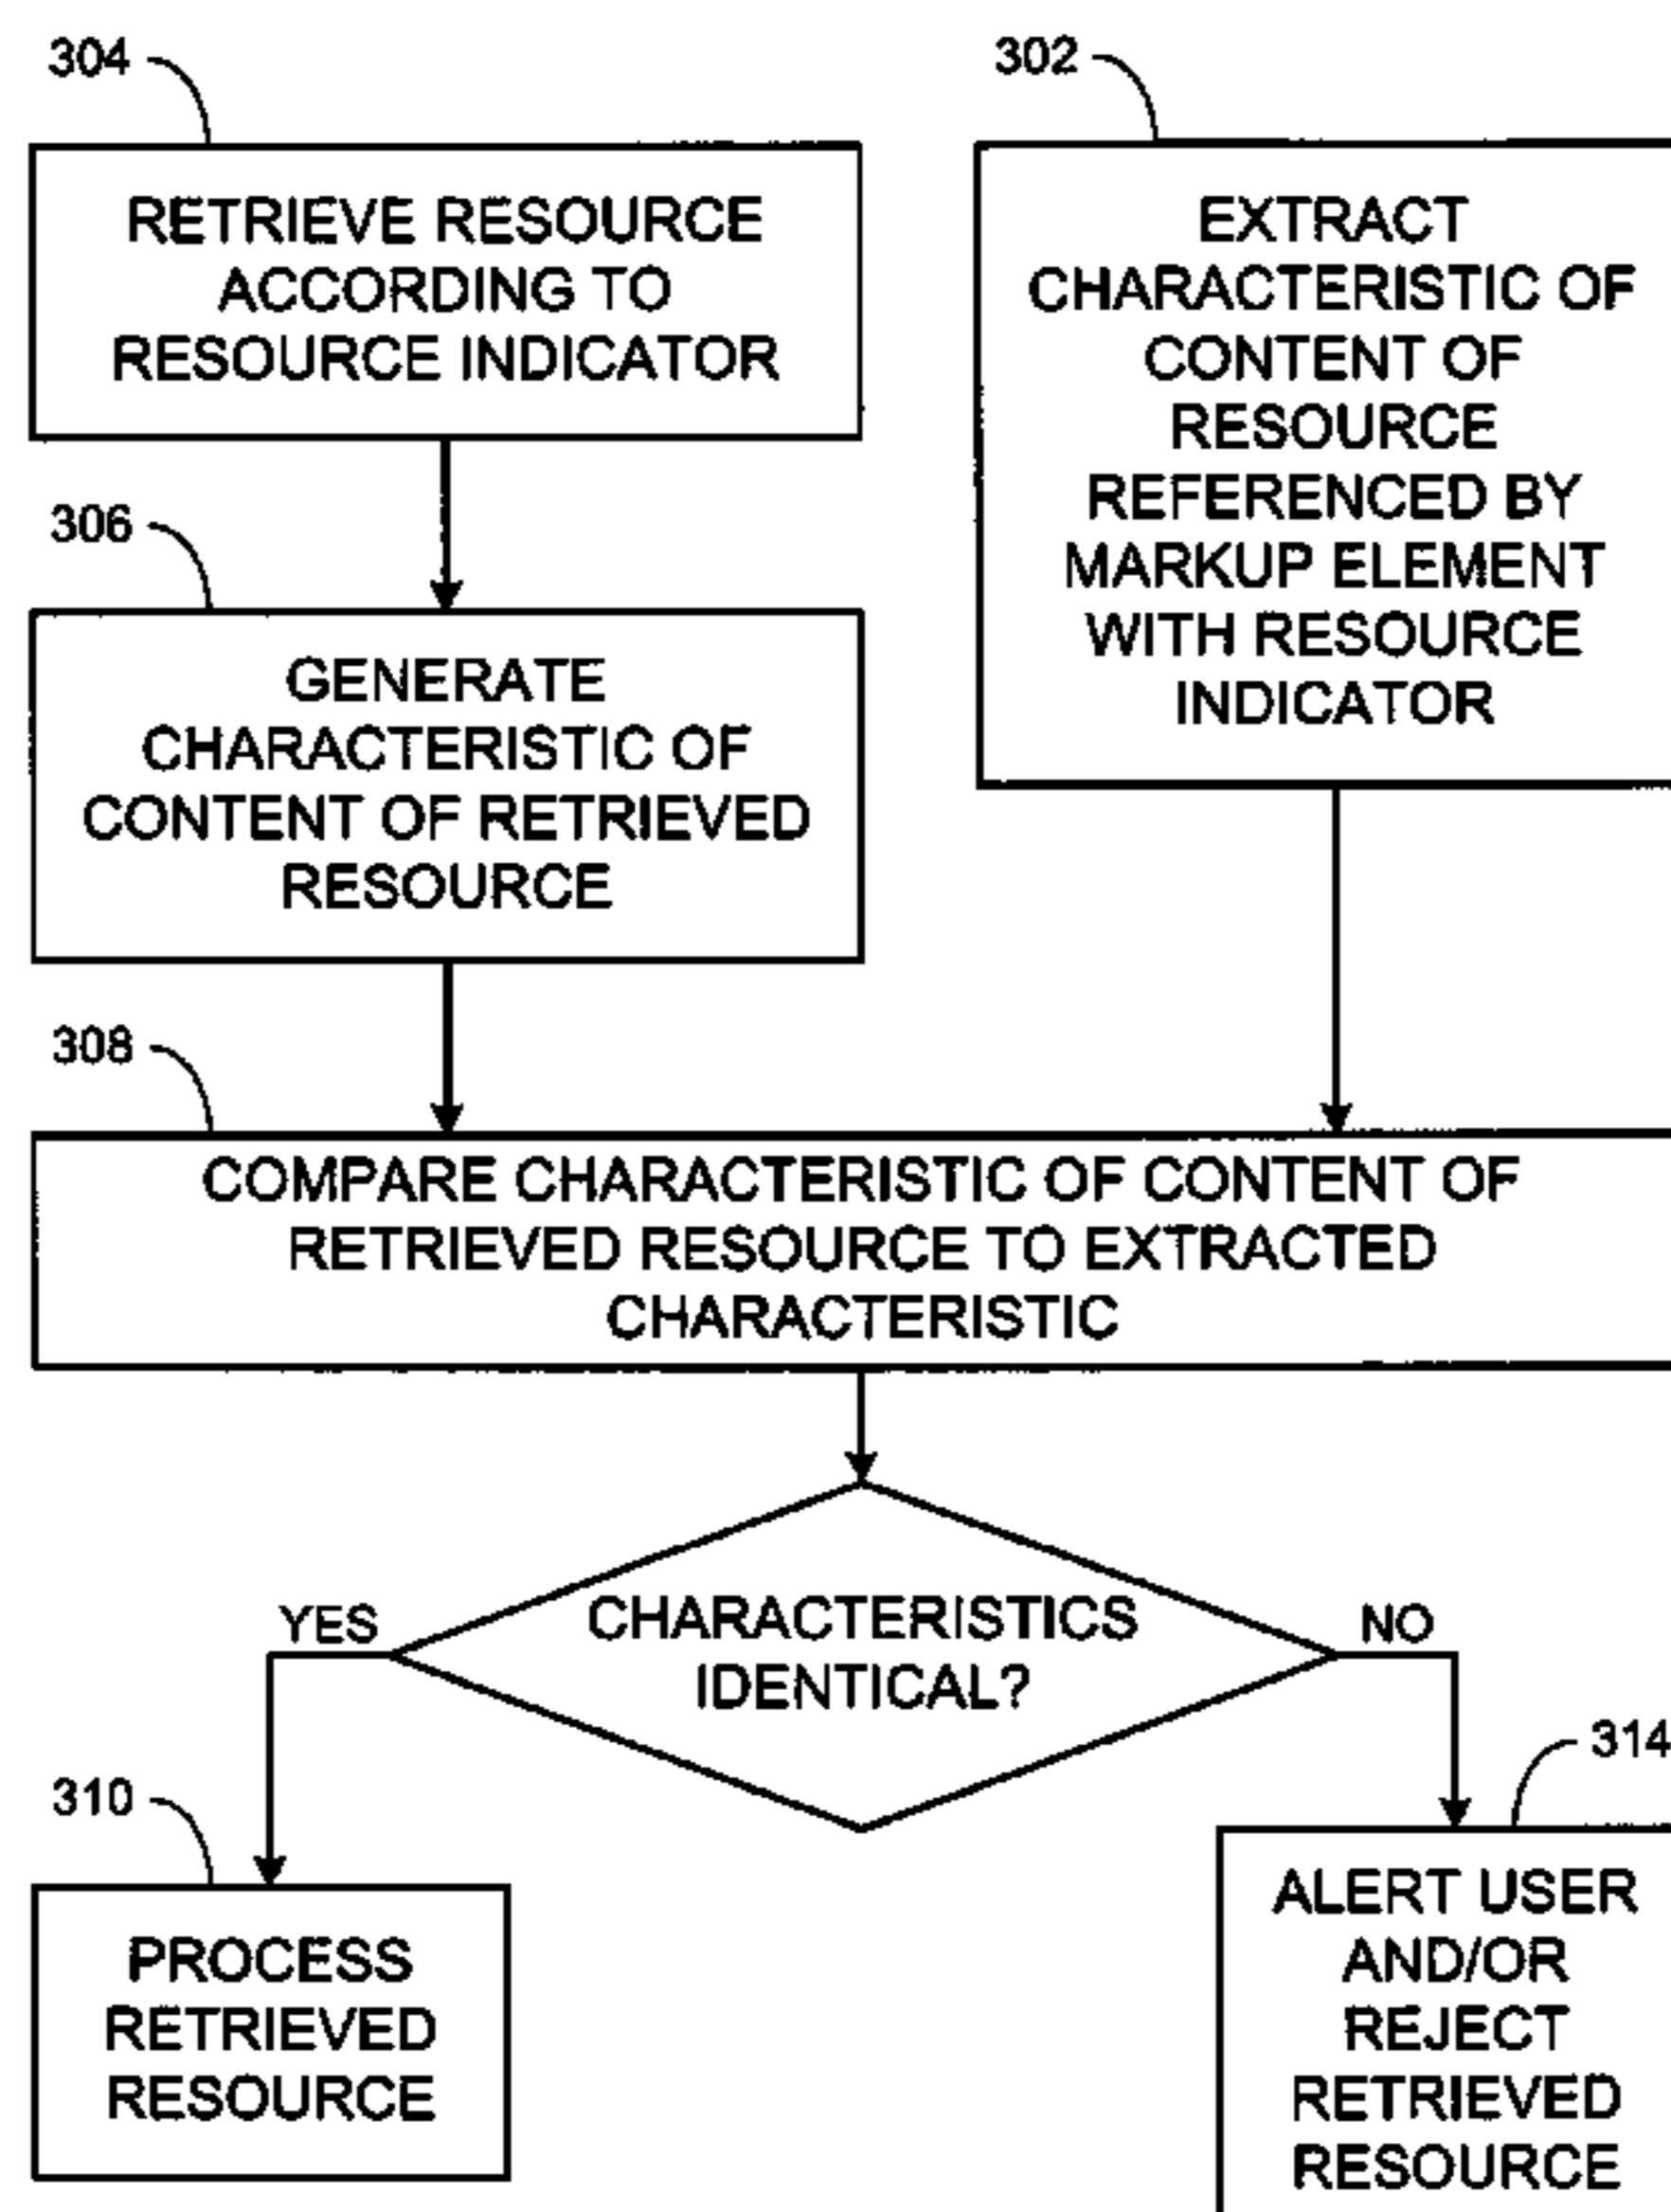 304
RETRIEVE RESOURCE
ACCORDING TO
RESOURCE INDICATOR
302
EXTRACT
CHARACTERISTIC OF
CONTENT OF
RESOURCE
REFERENCED BY
MARKUP ELEMENT
WITH RESOURCE
INDICATOR
306
GENERATE
CHARACTERISTIC OF
CONTENT OF RETRIEVED
RESOURCE
308
COMPARE CHARACTERISTIC OF CONTENT OF
RETRIEVED RESOURCE TO EXTRACTED
CHARACTERISTIC
CHARACTERISTICS
IDENTICAL?
YES
NO
310
PROCESS
RETRIEVED
RESOURCE
314
ALERT USER
AND/OR
REJECT
RETRIEVED
RESOURCE